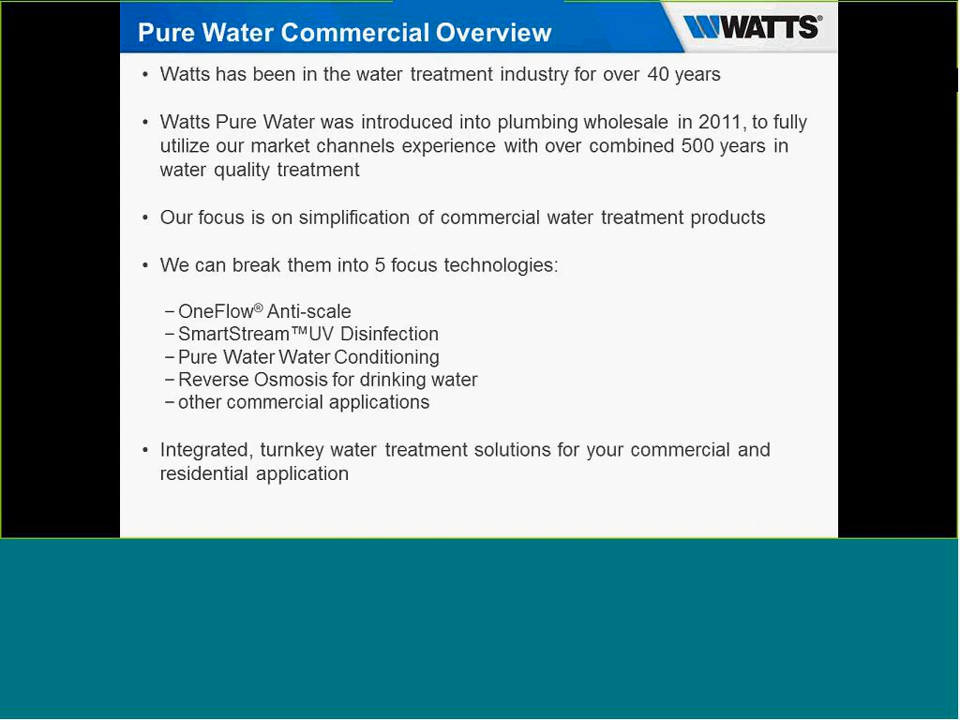 Pure Water Commercial Overview
WATTS®
• Watts has been in the water treatment industry for over 40 years
• Watts Pure Water was introduced into plumbing wholesale in 2011, to fully
utilize our market channels experience with over combined 500 years in
water quality treatment
• Our focus is on simplification of commercial water treatment products
• We can break them into 5 focus technologies:
– OneFlow® Anti-scale
– SmartStream™UV Disinfection
– Pure Water Water Conditioning
– Reverse Osmosis for drinking water
– other commercial applications
• Integrated, turnkey water treatment solutions for your commercial and
residential application